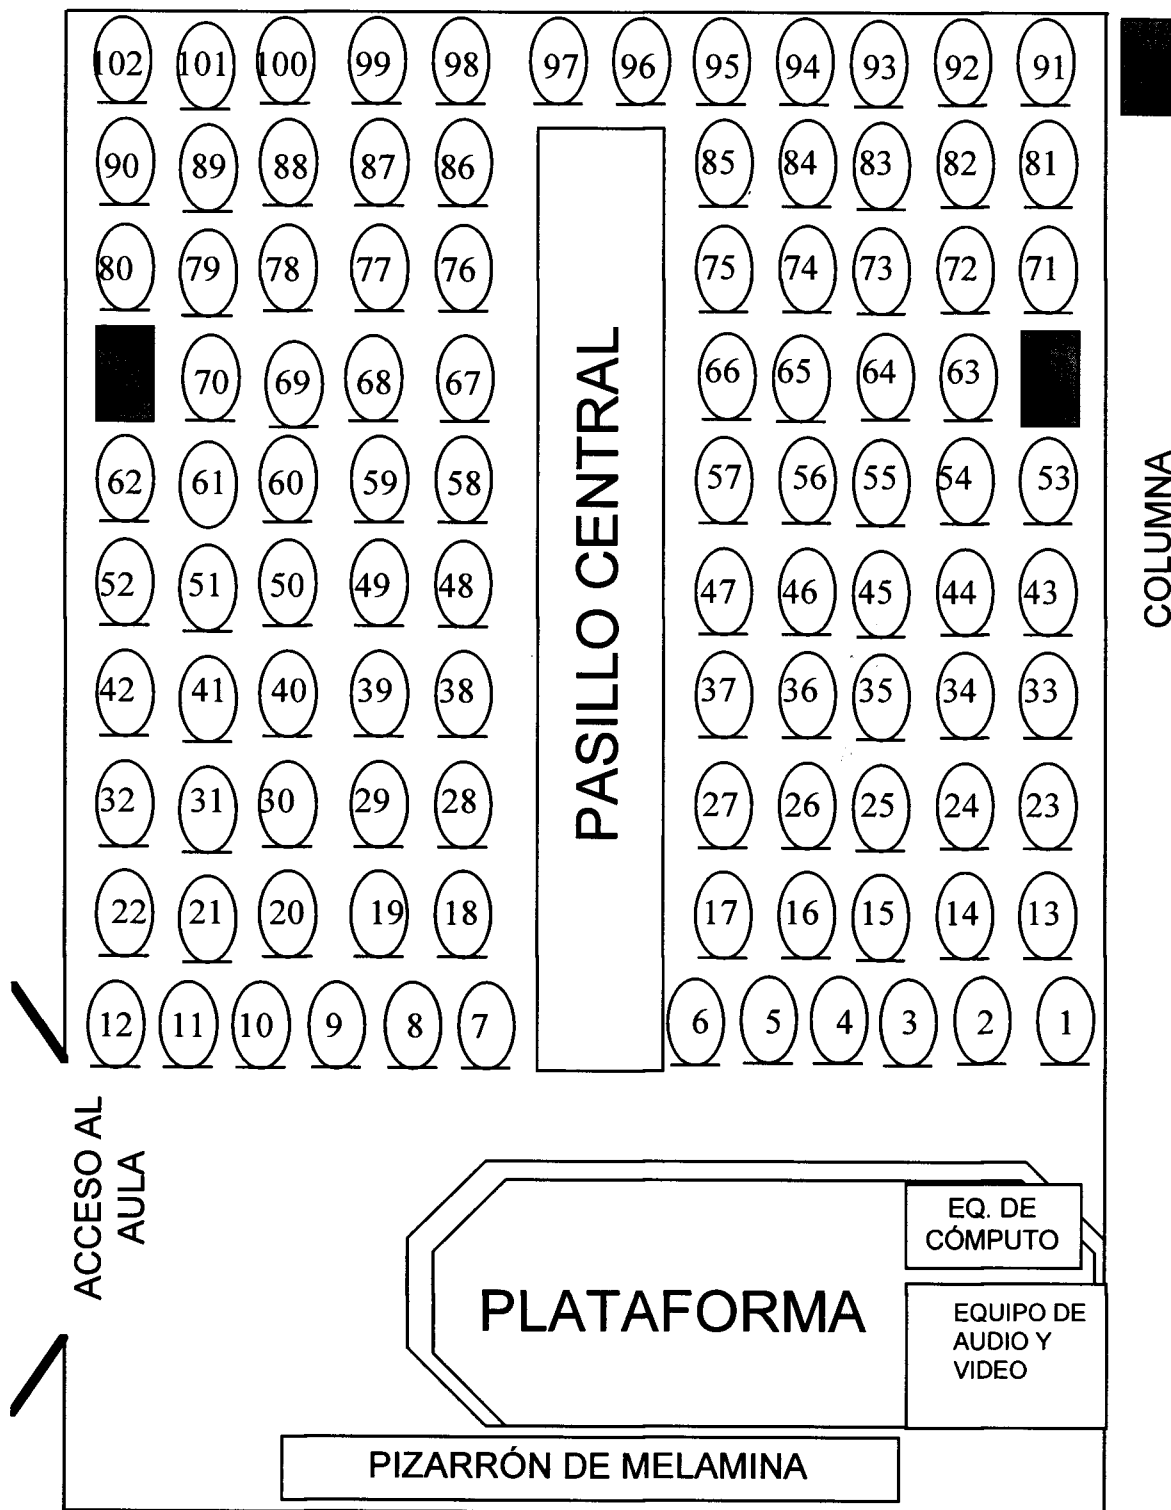 102 101 100 99 98 97 96 95 94 93 92 91
90 89 88 87 86 85 84 83 82 81
80 79 78 77 76 75 74 73 72 71
70 69 68 67 66 65 64 63
62 61 60 59 58 57 56 55 54 53
52 51 50 49 48 47 46 45 44 43
42 41 40 39 38 37 36 35 34 33
32 31 30 29 28 27 26 25 24 23
22 21 20 19 18 17 16 15 14 13
12 11 10 9 8 7 6 5 4 3 2 1
PASILLO CENTRAL
COLUMNA
ACCESO AL
AULA
EQ. DE
CÓMPUTO
PLATAFORMA
EQUIPO DE
AUDIO Y
VIDEO
PIZARRÓN DE MELAMINA